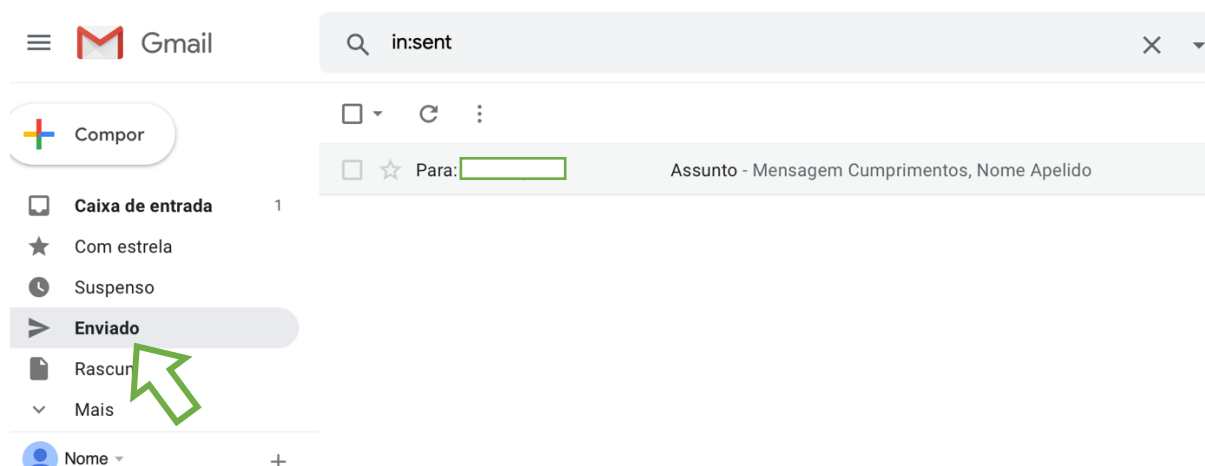 Gmail
in:sent
Compor
Para:
Assunto - Mensagem Cumprimentos, Nome Apelido
Caixa de entrada 1
Com estrela
Suspenso
Enviado
Rascun
Mais
Nome